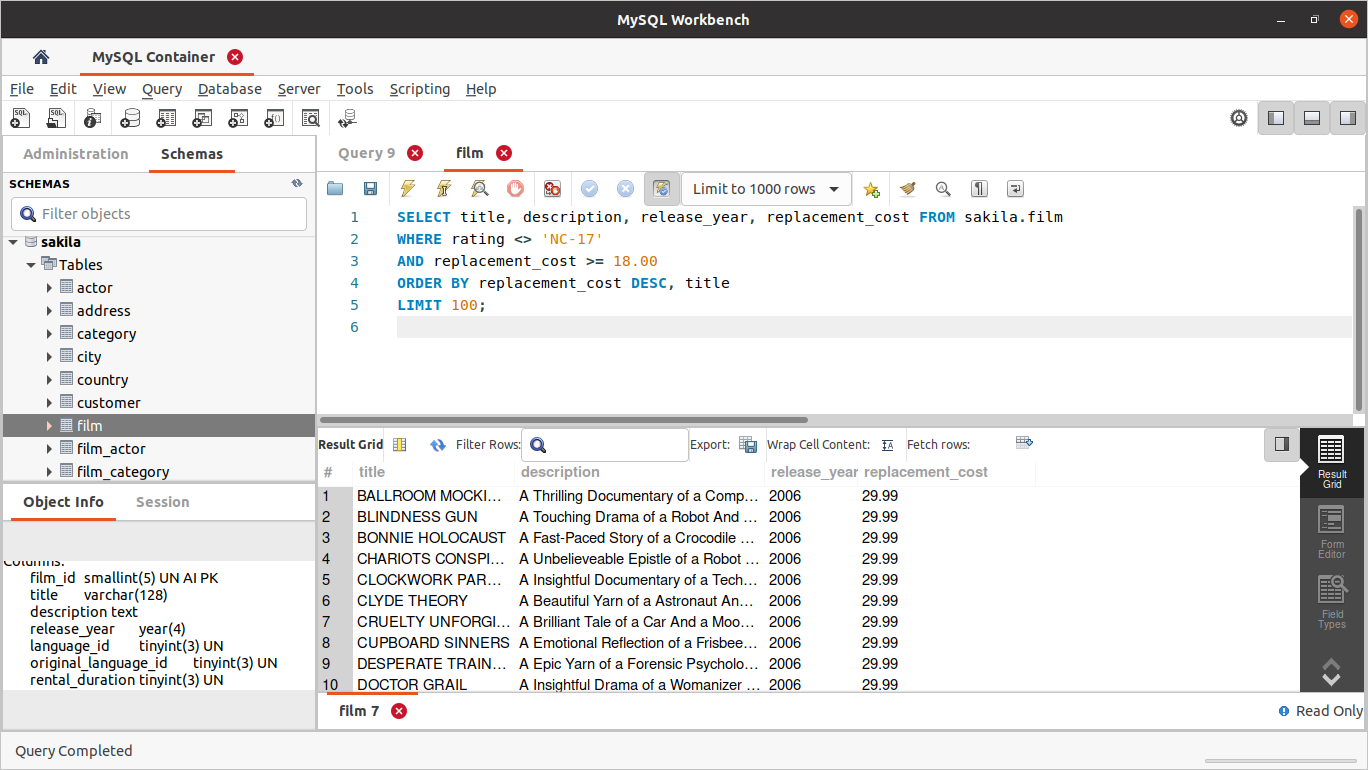 MySQL Workbench
MySQL Container
File Edit View Query Database Server Tools Scripting Help
Administration Schemas
SCHEMAS
Filter objects
sakila
Tables
actor
address
category
city
country
customer
film
film_actor
film_category
Object Info Session
Columns:
film_id smallint(5) UN AI PK
title varchar(128)
description text
release_year year(4)
language_id tinyint(3) UN
original_language_id tinyint(3) UN
rental_duration tinyint(3) UN
Query 9 film
Limit to 1000 rows
1 SELECT title, description, release_year, replacement_cost FROM sakila.film
2 WHERE rating <> 'NC-17'
3 AND replacement_cost >= 18.00
4 ORDER BY replacement_cost DESC, title
5 LIMIT 100;
6
Result Grid Filter Rows: Export: Wrap Cell Content: Fetch rows:
# title description release_year replacement_cost
1 BALLROOM MOCKI... A Thrilling Documentary of a Comp... 2006 29.99
2 BLINDNESS GUN A Touching Drama of a Robot And ... 2006 29.99
3 BONNIE HOLOCAUST A Fast-Paced Story of a Crocodile ... 2006 29.99
4 CHARIOTS CONSPI... A Unbelieveable Epistle of a Robot ... 2006 29.99
5 CLOCKWORK PAR... A Insightful Documentary of a Tech... 2006 29.99
6 CLYDE THEORY A Beautiful Yarn of a Astronaut An... 2006 29.99
7 CRUELTY UNFORGI... A Brilliant Tale of a Car And a Moo... 2006 29.99
8 CUPBOARD SINNERS A Emotional Reflection of a Frisbee... 2006 29.99
9 DESPERATE TRAIN... A Epic Yarn of a Forensic Psycholo... 2006 29.99
10 DOCTOR GRAIL A Insightful Drama of a Womanizer ... 2006 29.99
Result
Grid
Form
Editor
Field
Types
film 7
Read Only
Query Completed